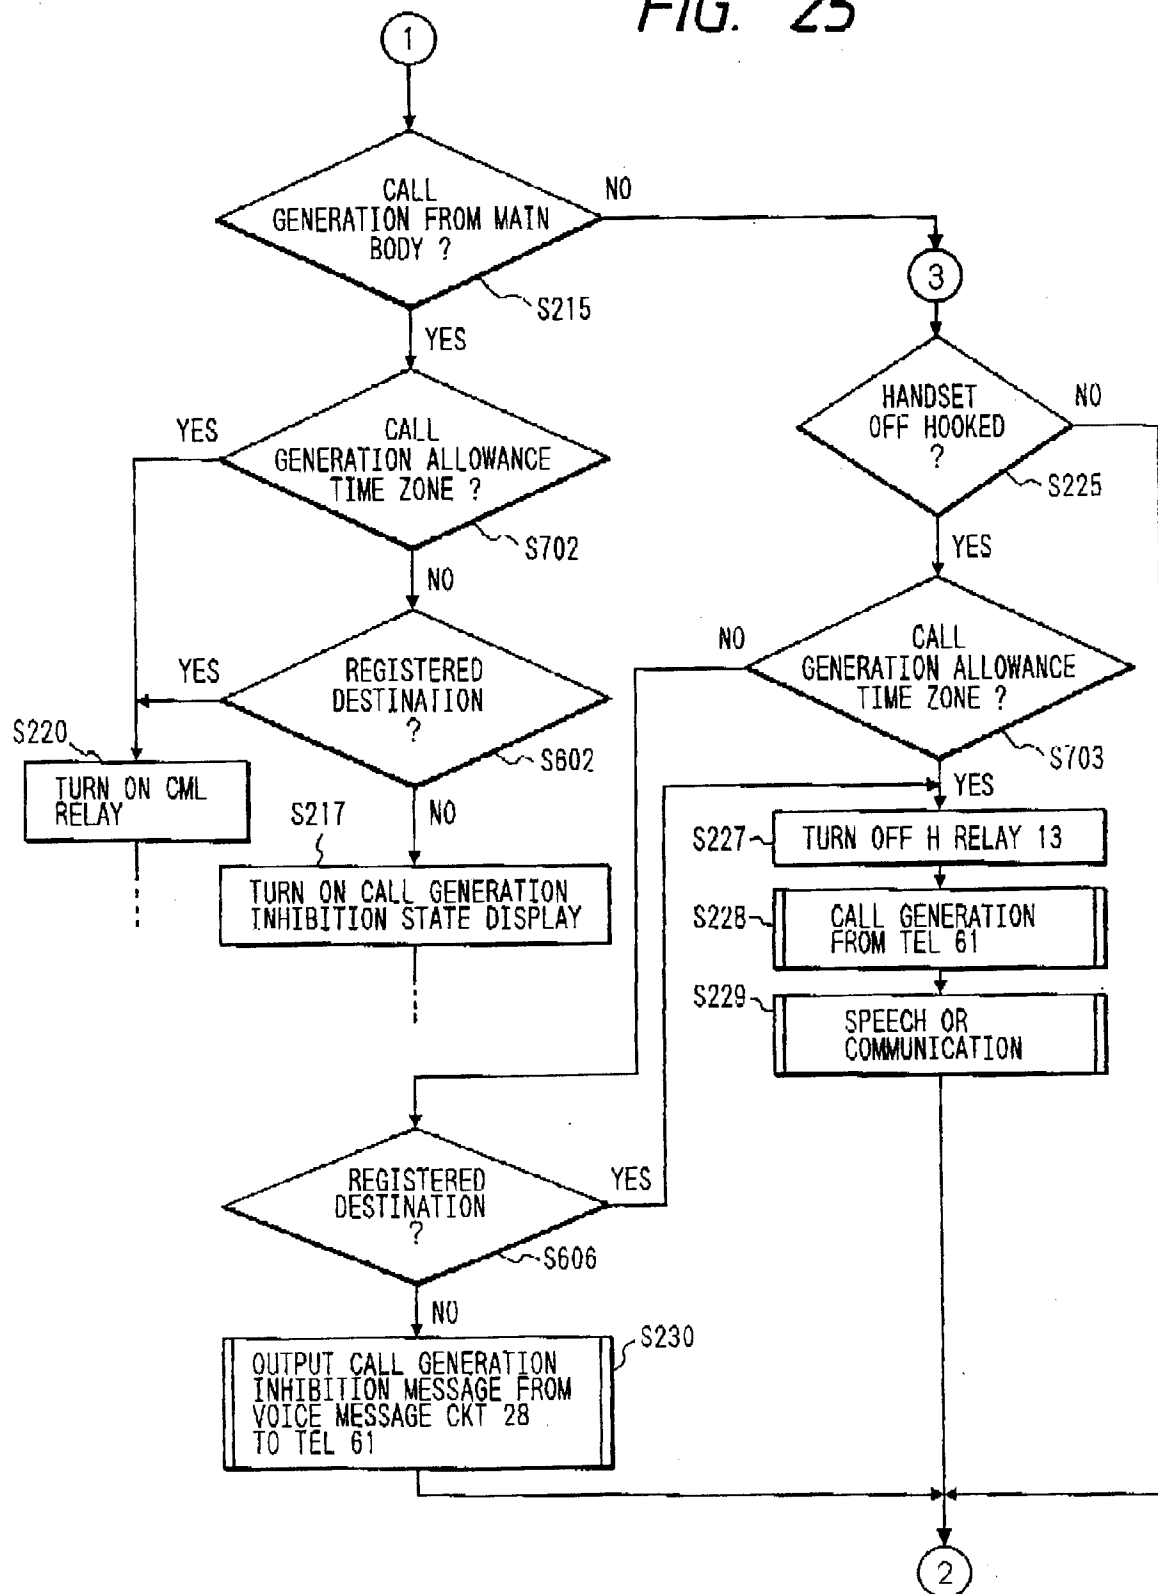 FIG. 25
1
CALL
GENERATION FROM MAIN
BODY ?
NO
S215
YES
3
HANDSET
OFF HOOKED
?
NO
S225
YES
YES
CALL
GENERATION ALLOWANCE
TIME ZONE ?
S702
NO
NO
CALL
GENERATION ALLOWANCE
TIME ZONE ?
S703
YES
YES
REGISTERED
DESTINATION
?
S602
NO
S220
TURN ON CML
RELAY
S217
TURN ON CALL GENERATION
INHIBITION STATE DISPLAY
S227
TURN OFF H RELAY 13
S228
CALL GENERATION
FROM TEL 61
S229
SPEECH OR
COMMUNICATION
REGISTERED
DESTINATION
?
YES
S606
NO
S230
OUTPUT CALL GENERATION
INHIBITION MESSAGE FROM
VOICE MESSAGE CKT 28
TO TEL 61
2